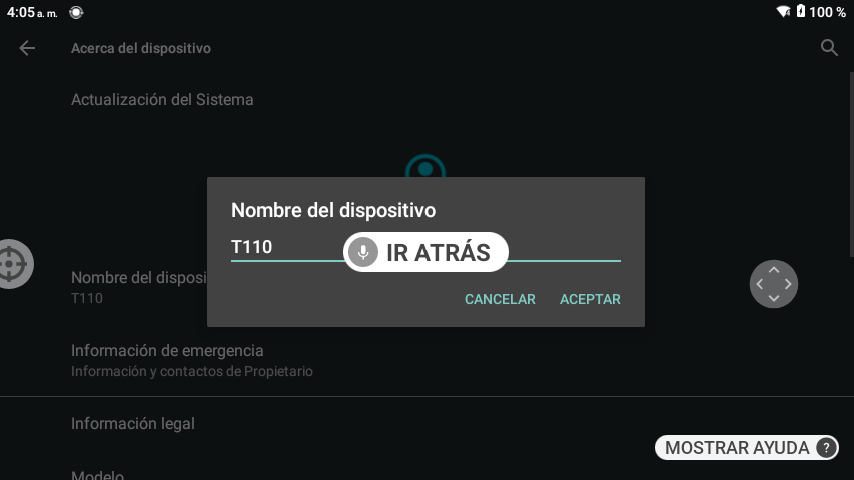 4:05 a. m.
100 %
Acerca del dispositivo
Actualización del Sistema
Nombre del dispositivo
T110
IR ATRÁS
CANCELAR
ACEPTAR
Nombre del disposi
T110
Información de emergencia
Información y contactos de Propietario
Información legal
MOSTRAR AYUDA ?
Modelo